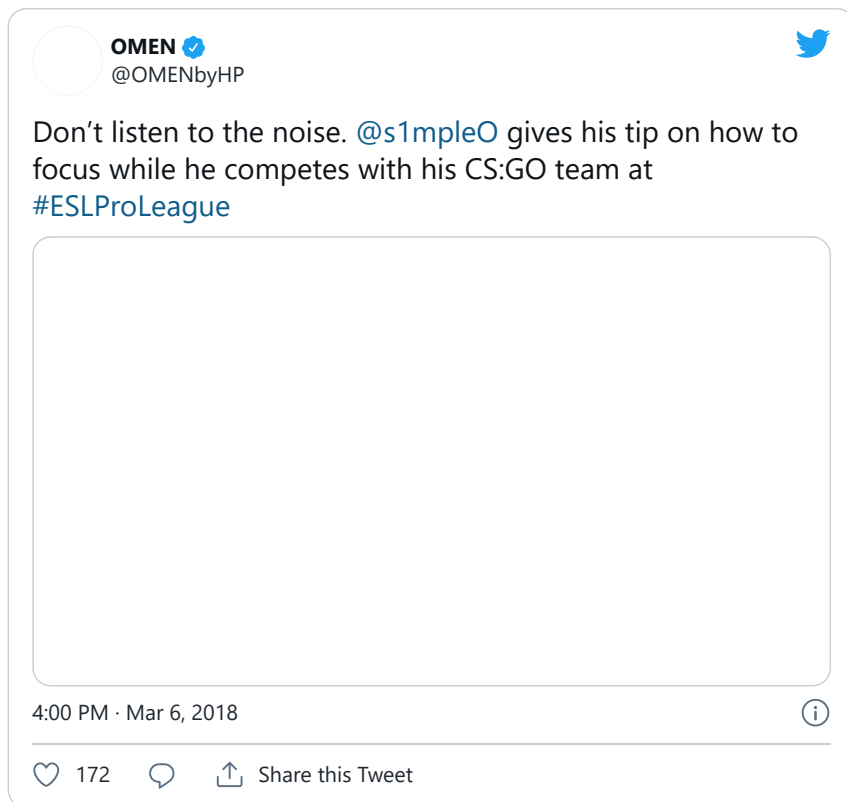 OMEN
@OMENbyHP
Don’t listen to the noise. @s1mpleO gives his tip on how to
focus while he competes with his CS:GO team at
#ESLProLeague
4:00 PM · Mar 6, 2018
172 Share this Tweet